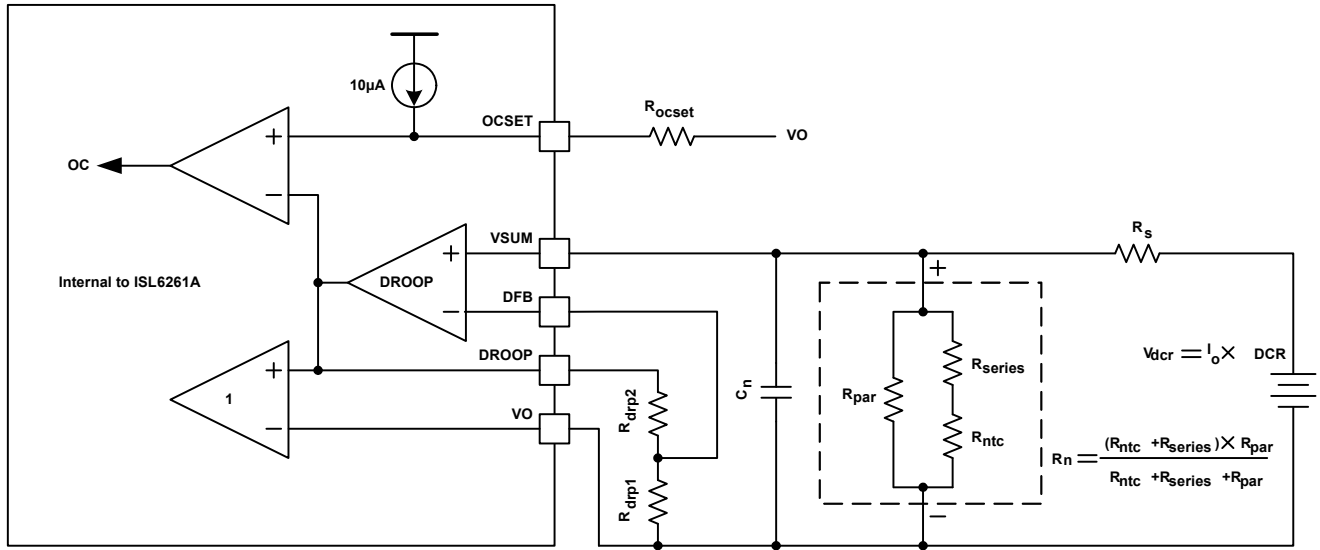 10µA
OCSET
R_ocset
VO
OC
+
−
VSUM
R_s
+
DROOP
Internal to ISL6261A
DFB
−
+
DROOP
V_dcr = I_o × DCR
R_series
+
1
R_par
C_n
R_drp2
VO
R_ntc
R_n = (R_ntc + R_series) × R_par
R_ntc + R_series + R_par
−
R_drp1
−